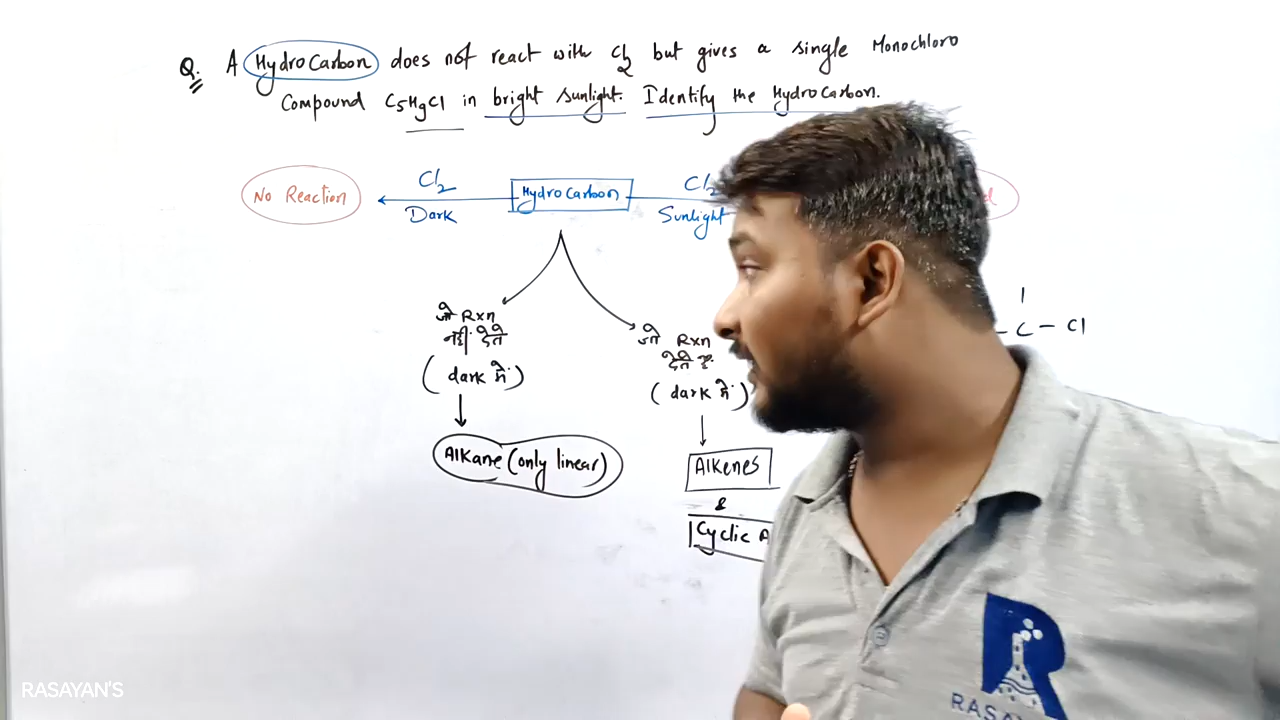 Q. A HydroCarbon does not react with Cl2 but gives a single Monochloro
Compound C5H9Cl in bright sunlight. Identify the HydroCarbon.
No Reaction
Cl2
Dark
HydroCarbon
Cl2
Sunlight
जो Rxn
नहीं देते
(dark में)
Alkane (only linear)
जो Rxn
देते है
(dark में)
Alkenes
&
Cyclic A
C - Cl
RASAYAN'S
R
RASA